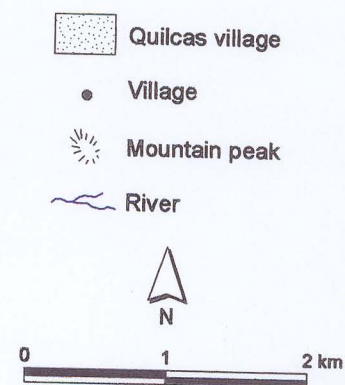 Quilcas village
Village
Mountain peak
River
N
0 1 2 km